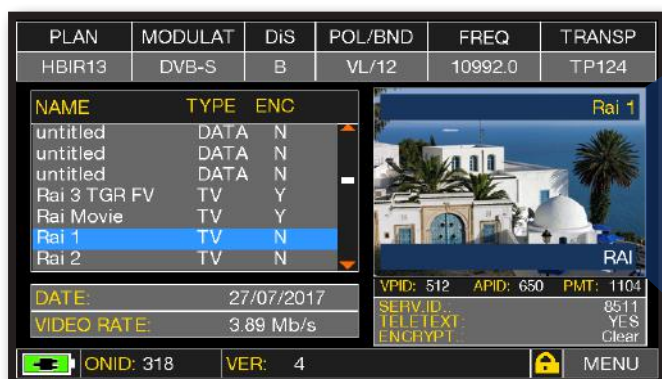 PLAN MODULAT DiS POL/BND FREQ TRANSP
HBIR13 DVB-S B VL/12 10992.0 TP124
NAME TYPE ENC
untitled DATA N
untitled DATA N
untitled DATA N
Rai 3 TGR FV TV Y
Rai Movie TV Y
Rai 1 TV N
Rai 2 TV N
Rai 1
RAI
VPID: 512 APID: 650 PMT: 1104
SERV.ID.: 8511
TELETEXT: YES
ENCRYPT.: Clear
DATE: 27/07/2017
VIDEO RATE: 3.89 Mb/s
ONID: 318 VER: 4 MENU